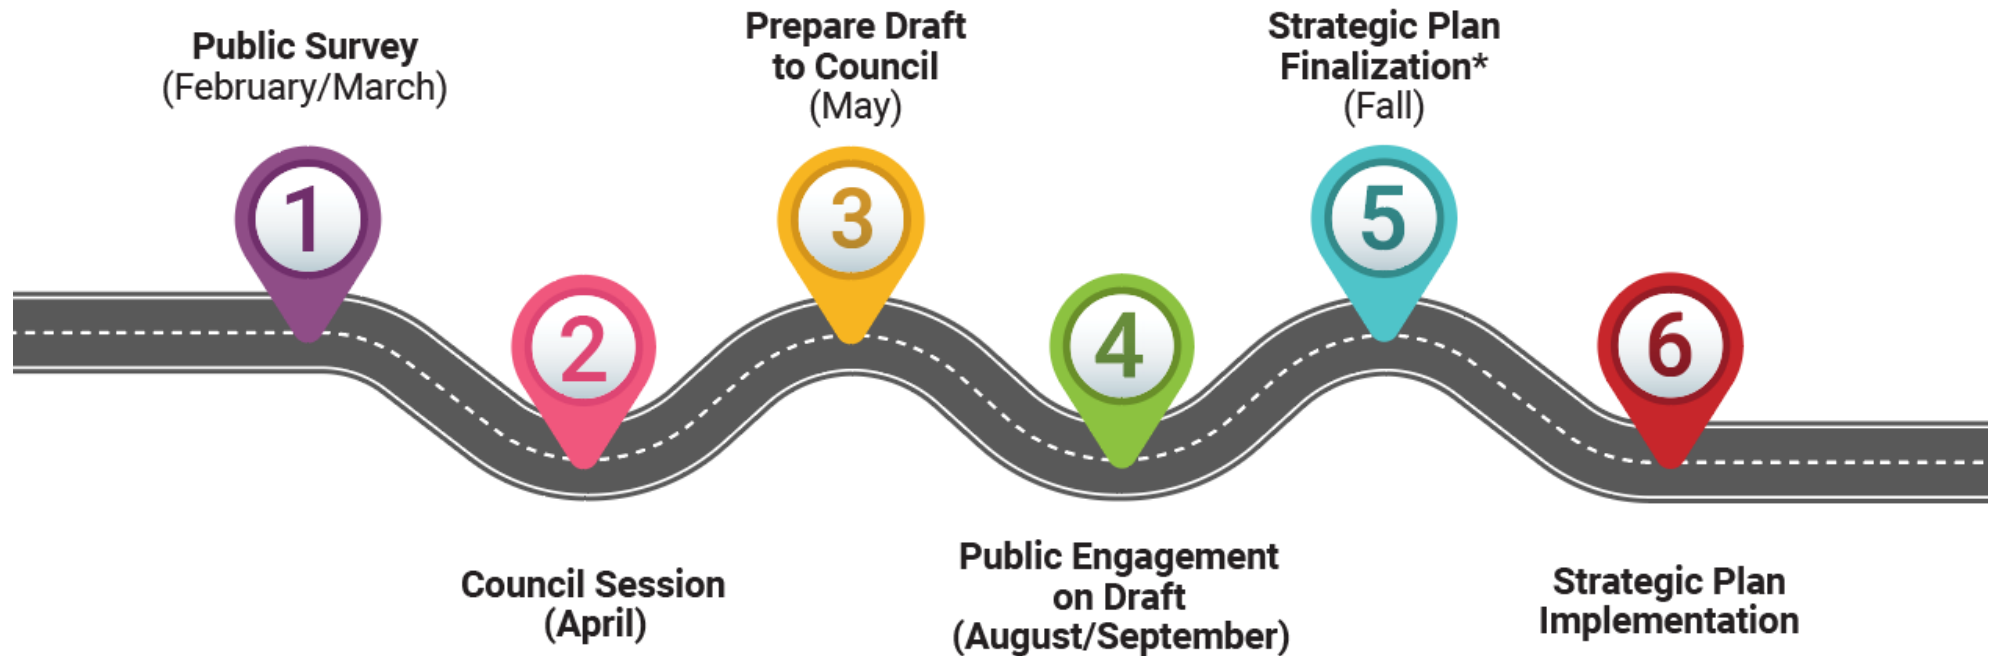 Public Survey
(February/March)
1
Council Session
(April)
2
Prepare Draft
to Council
(May)
3
Public Engagement
on Draft
(August/September)
4
Strategic Plan
Finalization*
(Fall)
5
Strategic Plan
Implementation
6